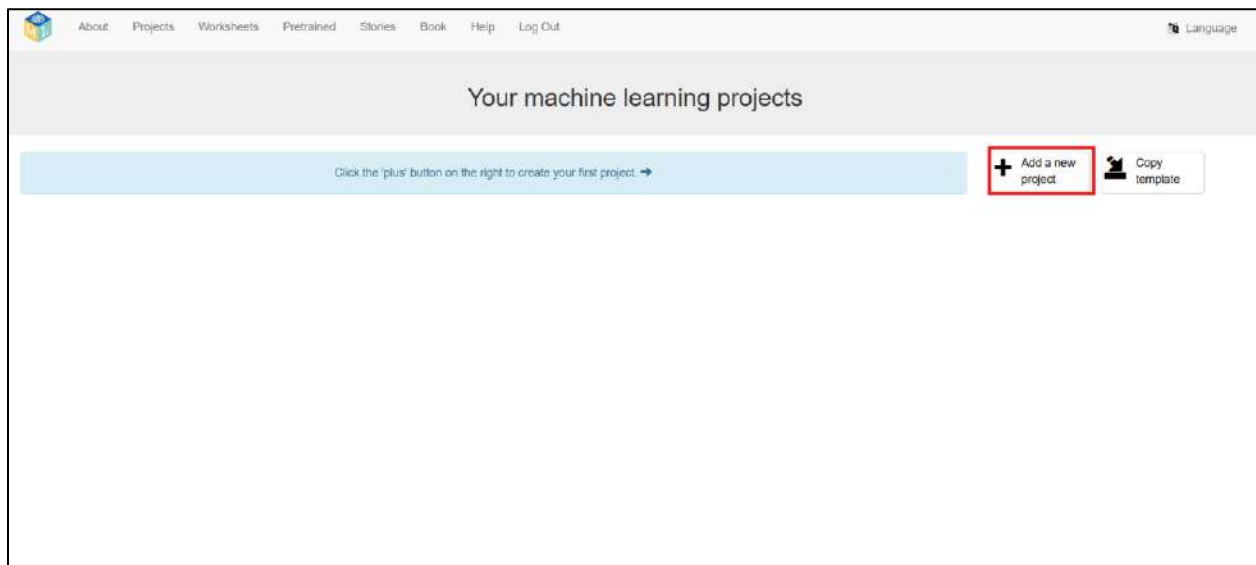 About Projects Worksheets Pretrained Stories Book Help Log Out Language
Your machine learning projects
Click the 'plus' button on the right to create your first project. ➔
Add a new
project
Copy
template